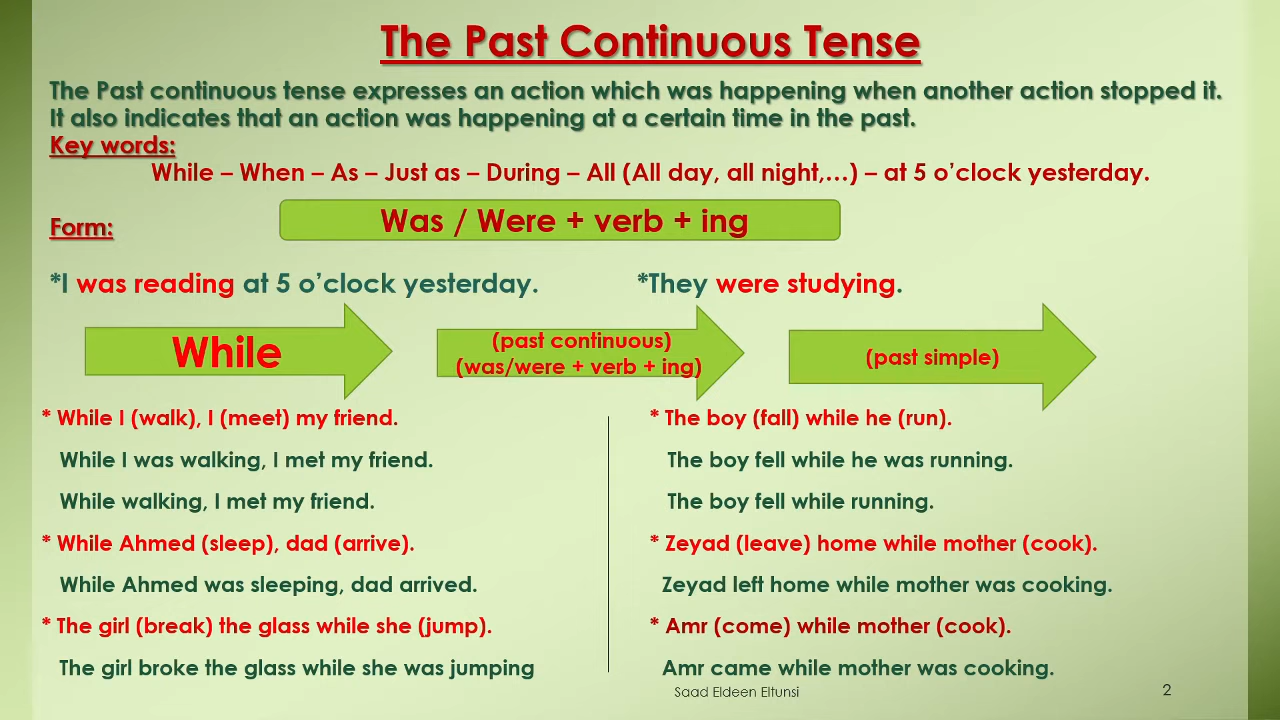 The Past Continuous Tense
The Past continuous tense expresses an action which was happening when another action stopped it.
It also indicates that an action was happening at a certain time in the past.
Key words:
While – When – As – Just as – During – All (All day, all night,…) – at 5 o’clock yesterday.
Form:
Was / Were + verb + ing
*I was reading at 5 o’clock yesterday.
*They were studying.
While
(past continuous)
(was/were + verb + ing)
(past simple)
* While I (walk), I (meet) my friend.
While I was walking, I met my friend.
While walking, I met my friend.
* While Ahmed (sleep), dad (arrive).
While Ahmed was sleeping, dad arrived.
* The girl (break) the glass while she (jump).
The girl broke the glass while she was jumping
* The boy (fall) while he (run).
The boy fell while he was running.
The boy fell while running.
* Zeyad (leave) home while mother (cook).
Zeyad left home while mother was cooking.
* Amr (come) while mother (cook).
Amr came while mother was cooking.
Saad Eldeen Eltunsi
2